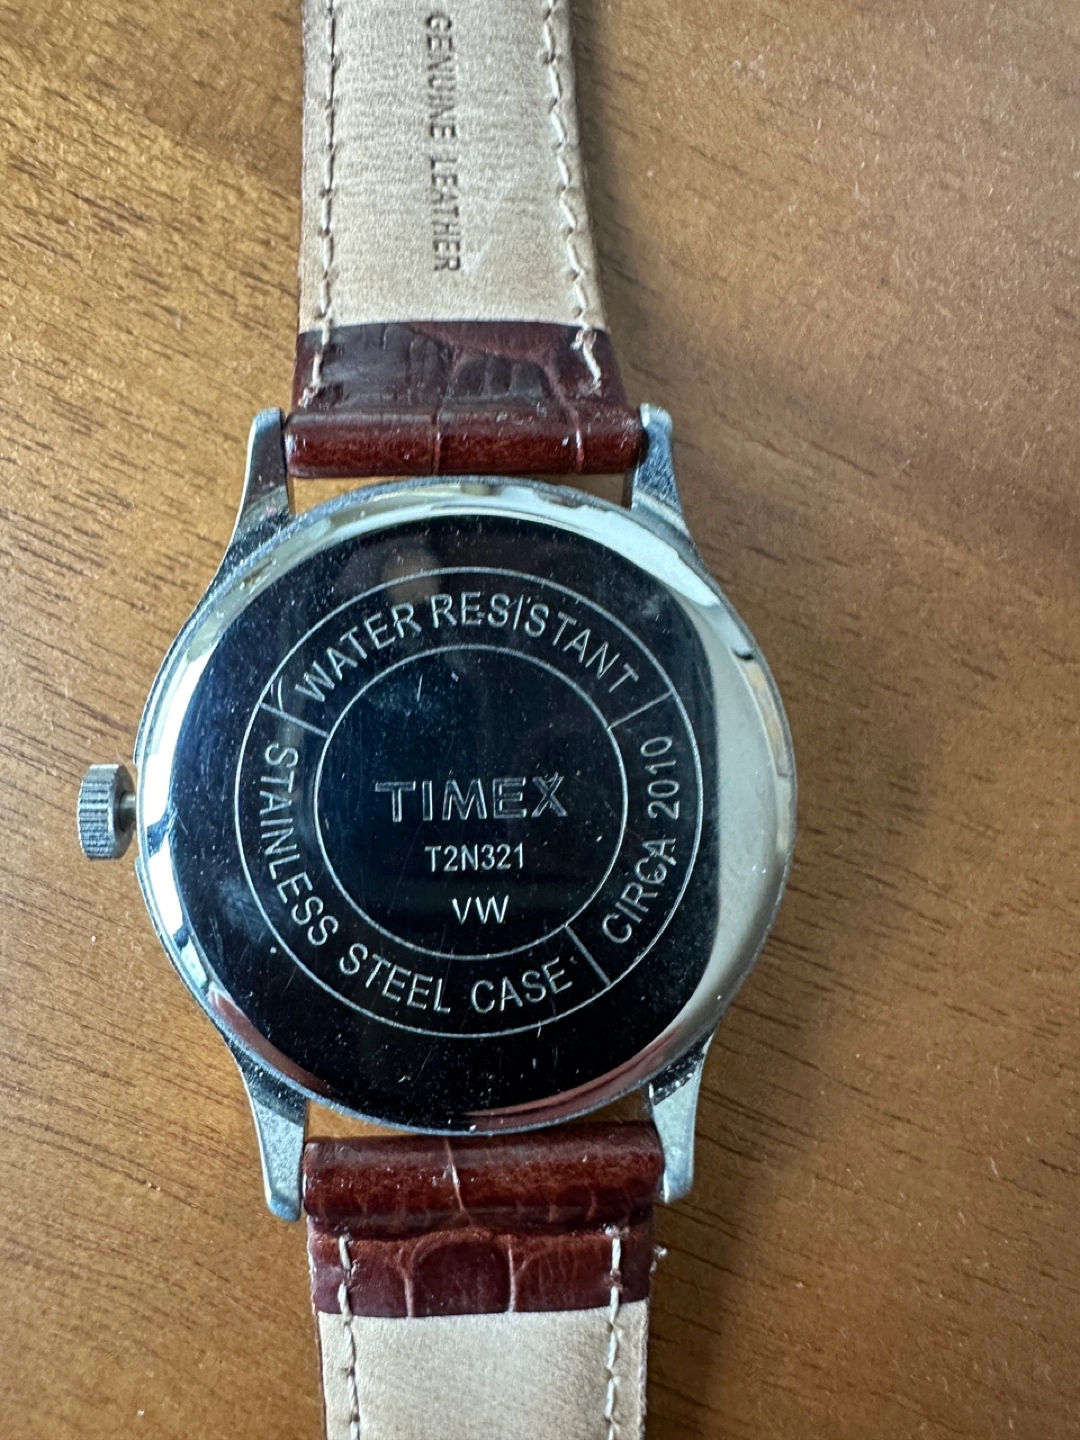 GENUINE LEATHER
WATER RESISTANT
TIMEX
T2N321
VW
CIRCA 2010
STAINLESS STEEL CASE